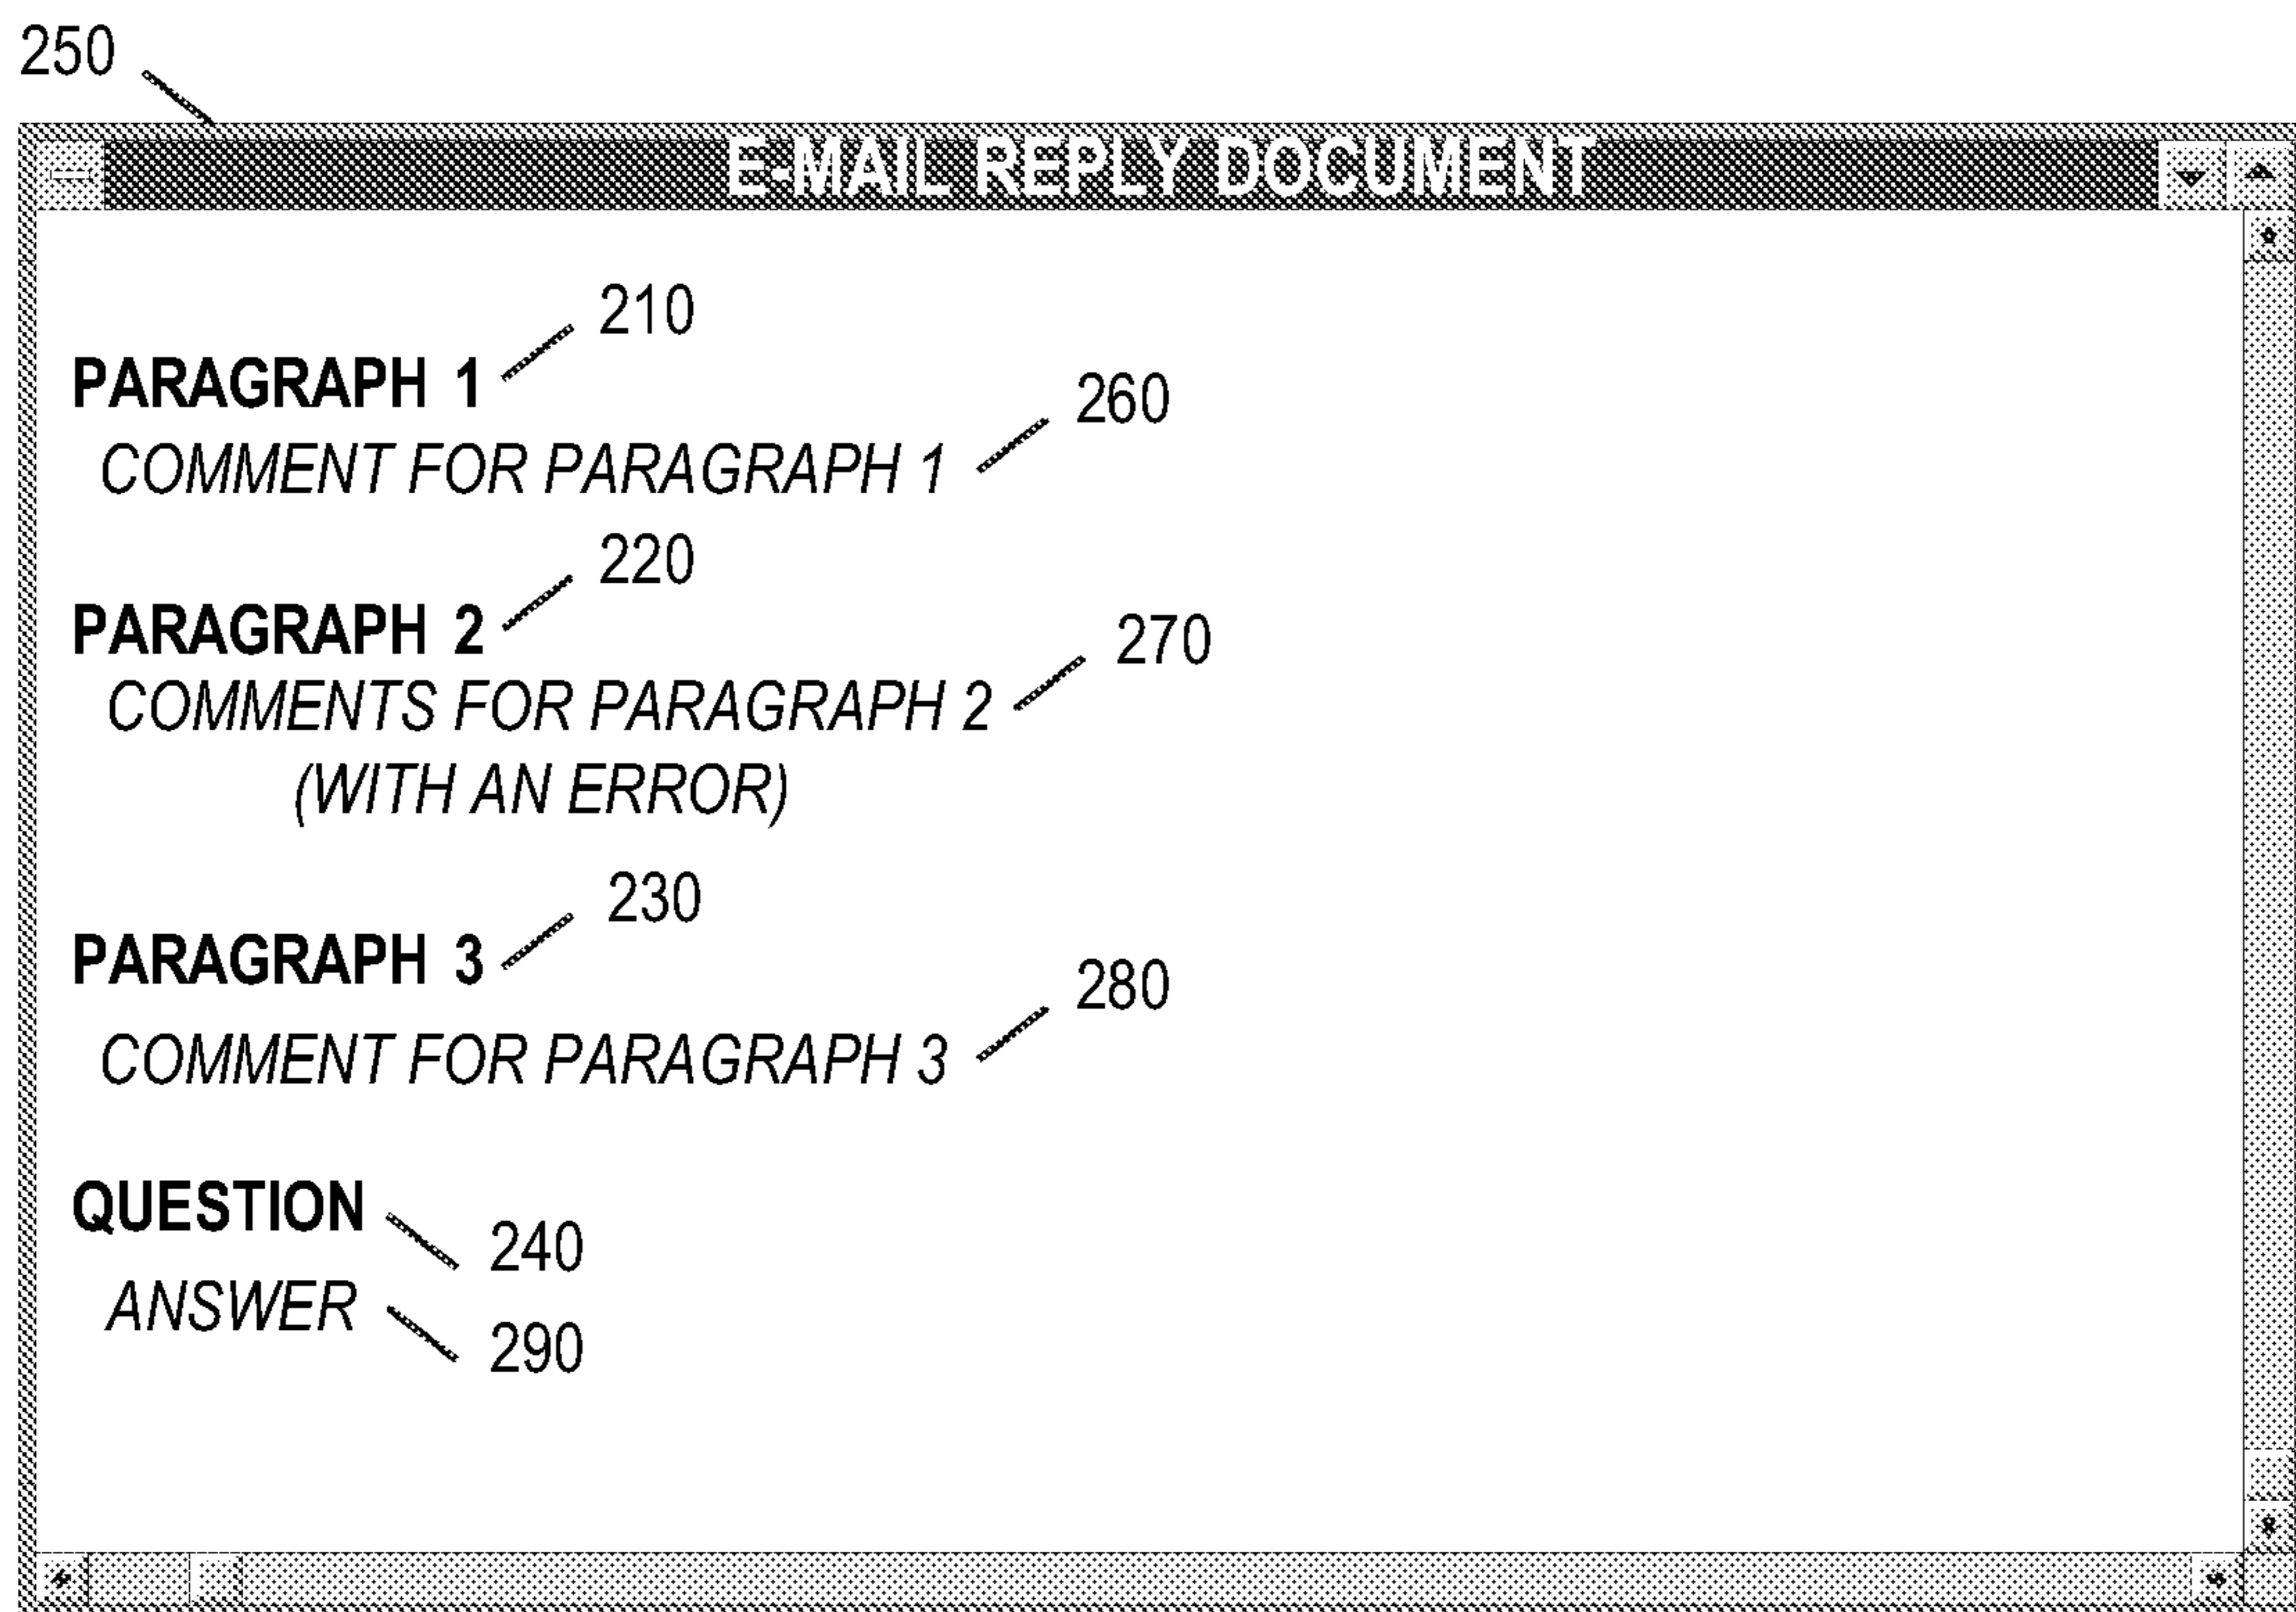 250
E-MAIL REPLY DOCUMENT
210
PARAGRAPH 1
260
COMMENT FOR PARAGRAPH 1
220
PARAGRAPH 2
270
COMMENTS FOR PARAGRAPH 2
(WITH AN ERROR)
230
PARAGRAPH 3
280
COMMENT FOR PARAGRAPH 3
QUESTION
240
ANSWER
290